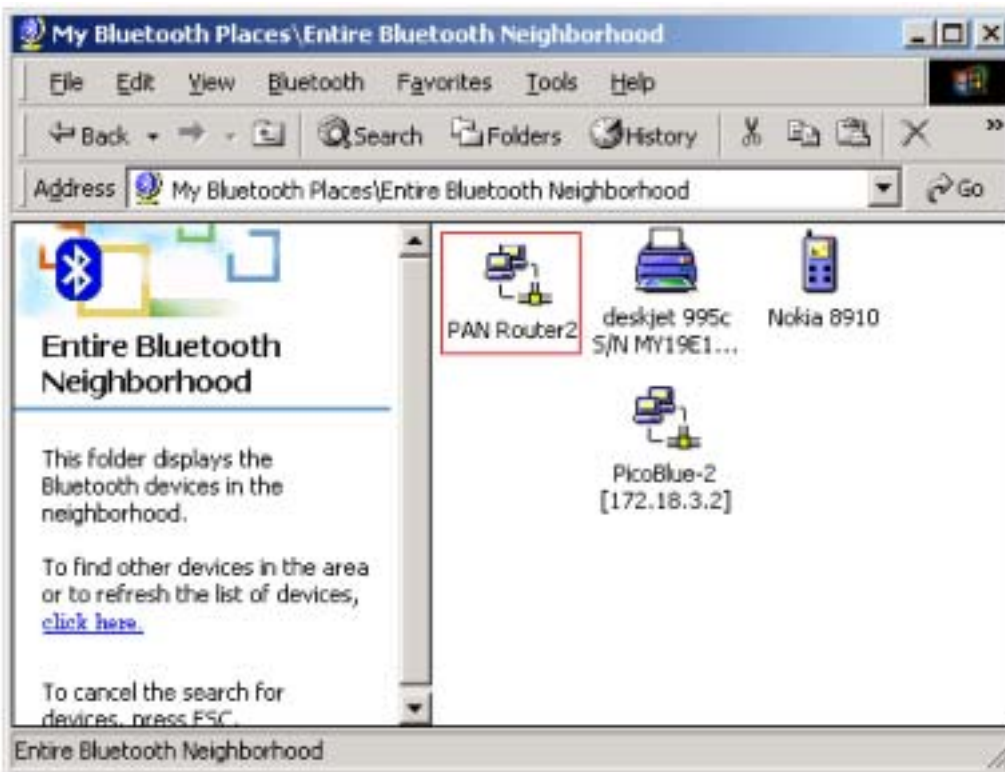 My Bluetooth Places\Entire Bluetooth Neighborhood
File Edit View Bluetooth Favorites Tools Help
Back Search Folders History »
Address My Bluetooth Places\Entire Bluetooth Neighborhood Go
Entire Bluetooth
Neighborhood
This folder displays the
Bluetooth devices in the
neighborhood.
To find other devices in the area
or to refresh the list of devices,
click here.
To cancel the search for
devices, press ESC.
PAN Router2
deskjet 995c
S/N MY19E1...
Nokia 8910
PicoBlue-2
[172.18.3.2]
Entire Bluetooth Neighborhood